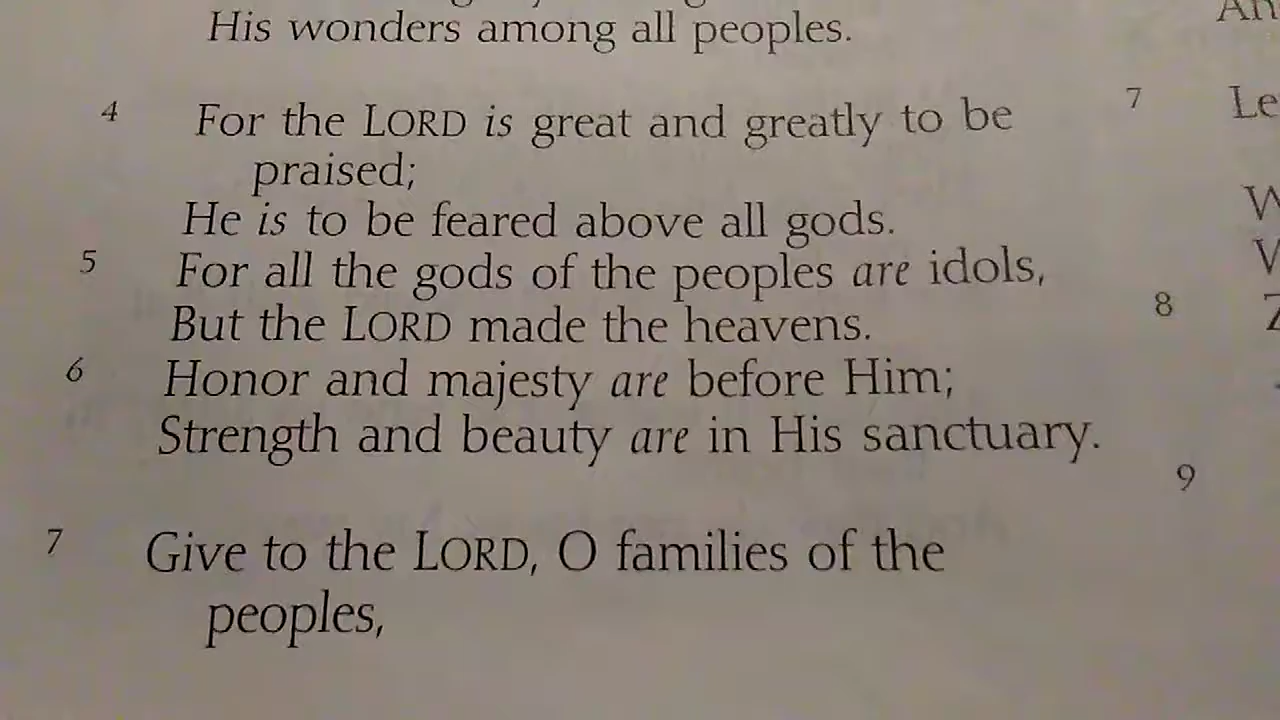 His wonders among all peoples.
4 For the LORD is great and greatly to be
praised;
He is to be feared above all gods.
5 For all the gods of the peoples are idols,
But the LORD made the heavens.
6 Honor and majesty are before Him;
Strength and beauty are in His sanctuary.
7 Give to the LORD, O families of the
peoples,
7
8
9